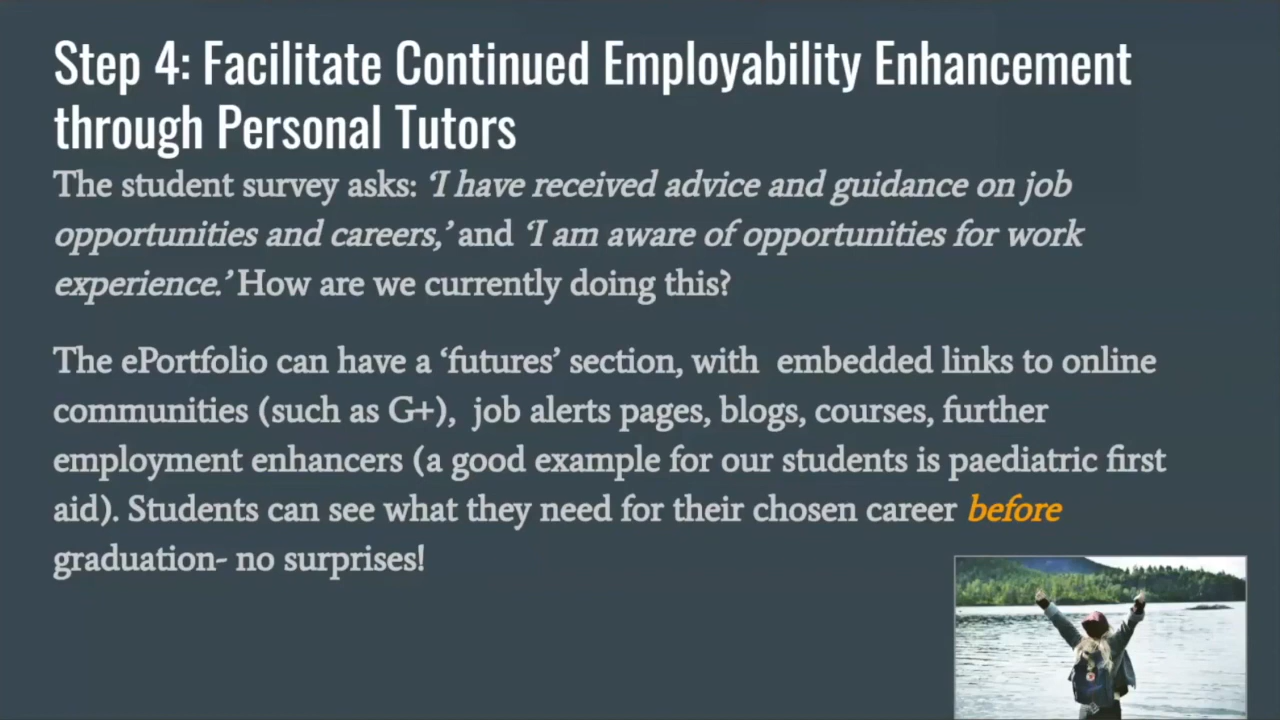 Step 4: Facilitate Continued Employability Enhancement
through Personal Tutors
The student survey asks: ‘I have received advice and guidance on job
opportunities and careers,’ and ‘I am aware of opportunities for work
experience.’ How are we currently doing this?
The ePortfolio can have a ‘futures’ section, with  embedded links to online
communities (such as G+),  job alerts pages, blogs, courses, further
employment enhancers (a good example for our students is paediatric first
aid). Students can see what they need for their chosen career before
graduation- no surprises!